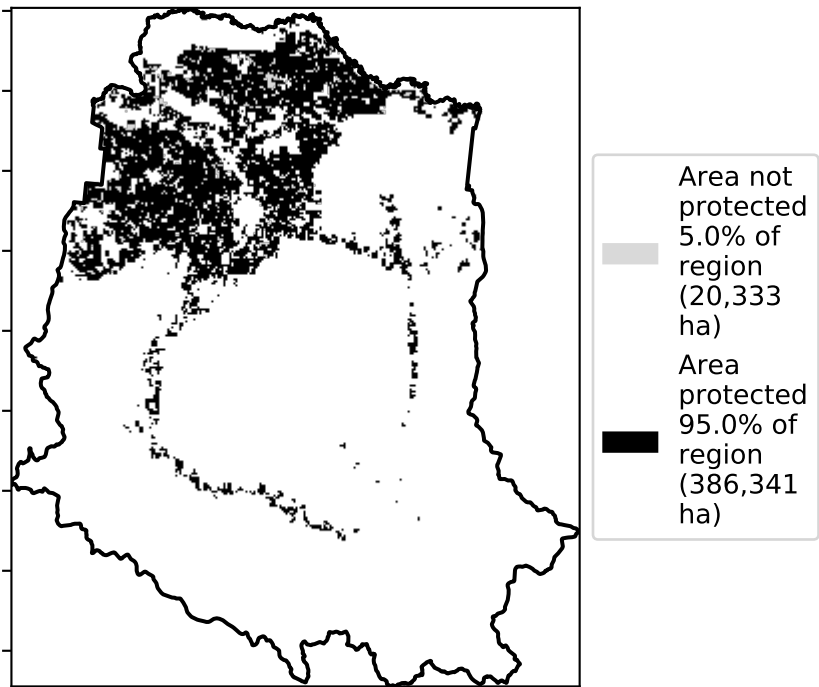 Area not
protected
5.0% of
region
(20,333
ha)
Area
protected
95.0% of
region
(386,341
ha)